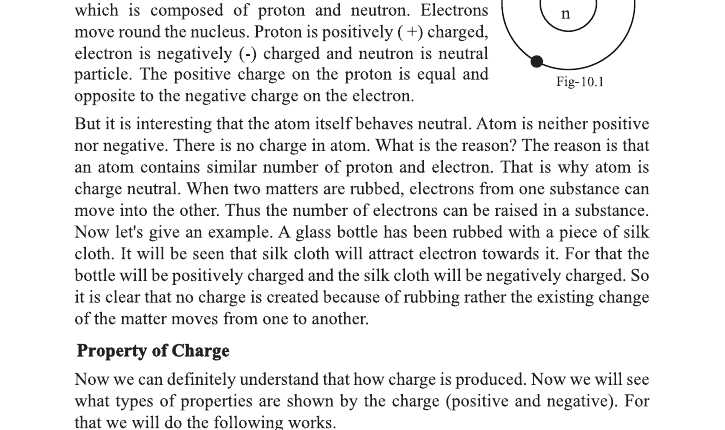 which is composed of proton and neutron. Electrons
move round the nucleus. Proton is positively ( +) charged,
electron is negatively (-) charged and neutron is neutral
particle. The positive charge on the proton is equal and
opposite to the negative charge on the electron.
n
Fig-10.1
But it is interesting that the atom itself behaves neutral. Atom is neither positive
nor negative. There is no charge in atom. What is the reason? The reason is that
an atom contains similar number of proton and electron. That is why atom is
charge neutral. When two matters are rubbed, electrons from one substance can
move into the other. Thus the number of electrons can be raised in a substance.
Now let's give an example. A glass bottle has been rubbed with a piece of silk
cloth. It will be seen that silk cloth will attract electron towards it. For that the
bottle will be positively charged and the silk cloth will be negatively charged. So
it is clear that no charge is created because of rubbing rather the existing change
of the matter moves from one to another.
Property of Charge
Now we can definitely understand that how charge is produced. Now we will see
what types of properties are shown by the charge (positive and negative). For
that we will do the following works.